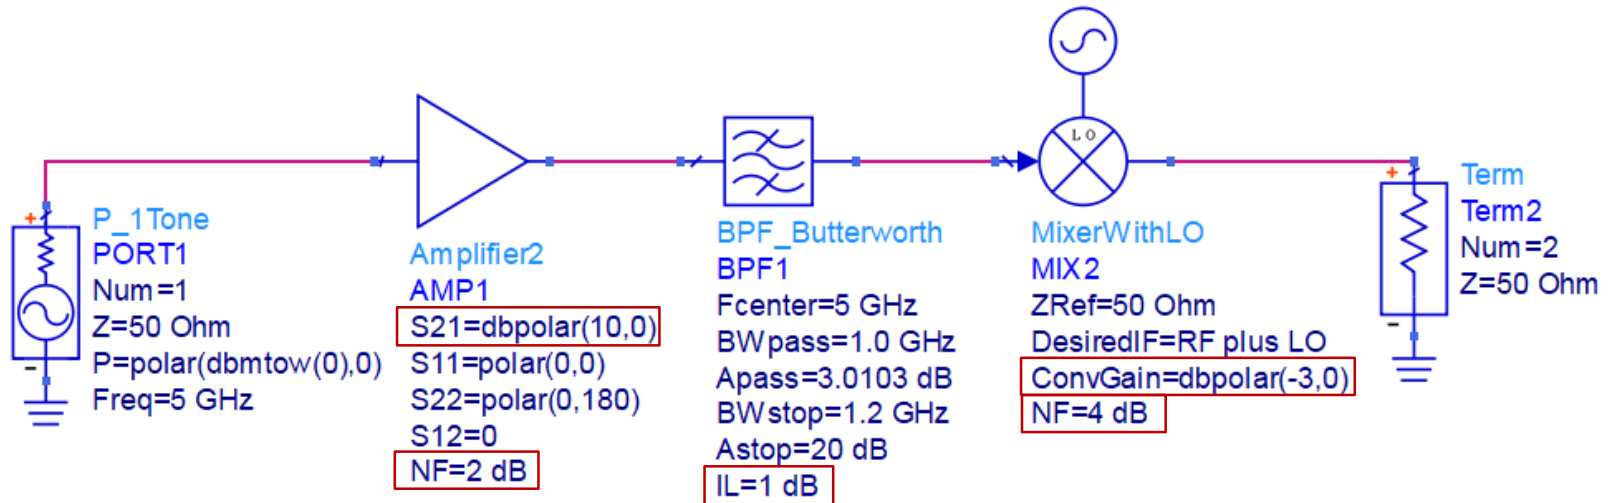 LO
P_1Tone
PORT1
Num=1
Z=50 Ohm
P=polar(dbmtow(0),0)
Freq=5 GHz
Amplifier2
AMP1
S21=dbpolar(10,0)
S11=polar(0,0)
S22=polar(0,180)
S12=0
NF=2 dB
BPF_Butterworth
BPF1
Fcenter=5 GHz
BWpass=1.0 GHz
Apass=3.0103 dB
BWstop=1.2 GHz
Astop=20 dB
IL=1 dB
MixerWithLO
MIX2
ZRef=50 Ohm
DesiredIF=RF plus LO
ConvGain=dbpolar(-3,0)
NF=4 dB
Term
Term2
Num=2
Z=50 Ohm